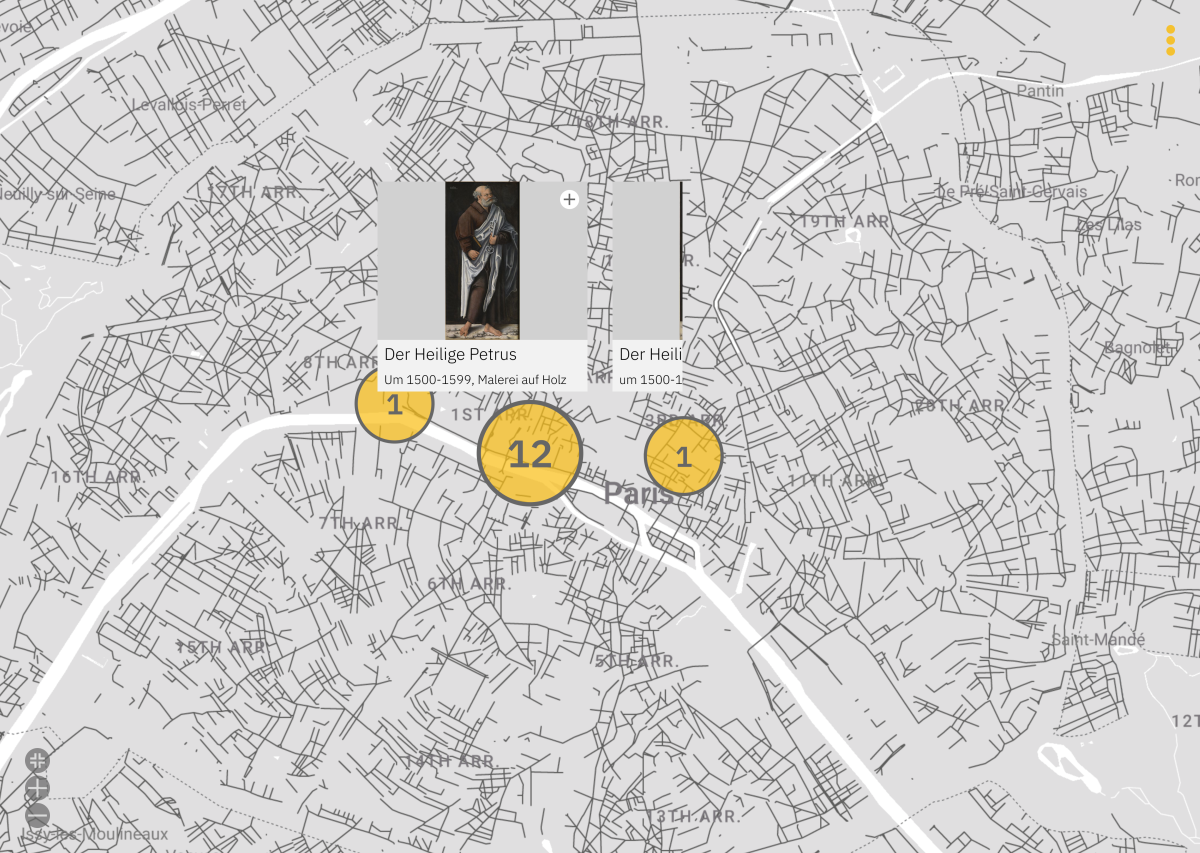 Levallois-Perret
Pantin
18TH ARR.
17TH ARR.
Neuilly-sur-Seine
Le Pré-Saint-Gervais
19TH ARR.
Les Lilas
Der Heilige Petrus
Um 1500-1599, Malerei auf Holz
Der Heili
um 1500-1
8TH ARR
Bagnolet
1
1ST ARR.
3RD ARR.
20TH ARR.
12
1
16TH ARR.
11TH ARR.
Paris
7TH ARR.
6TH ARR.
Saint-Mandé
15TH ARR.
5TH ARR.
12T
14TH ARR.
13TH ARR.
Issy-les-Moulineaux